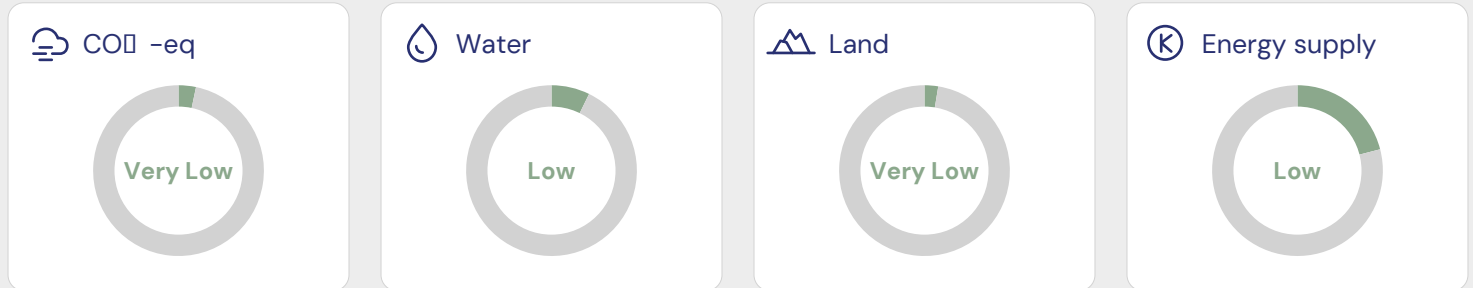 CO▯ -eq
Very Low
Water
Low
Land
Very Low
Energy supply
Low